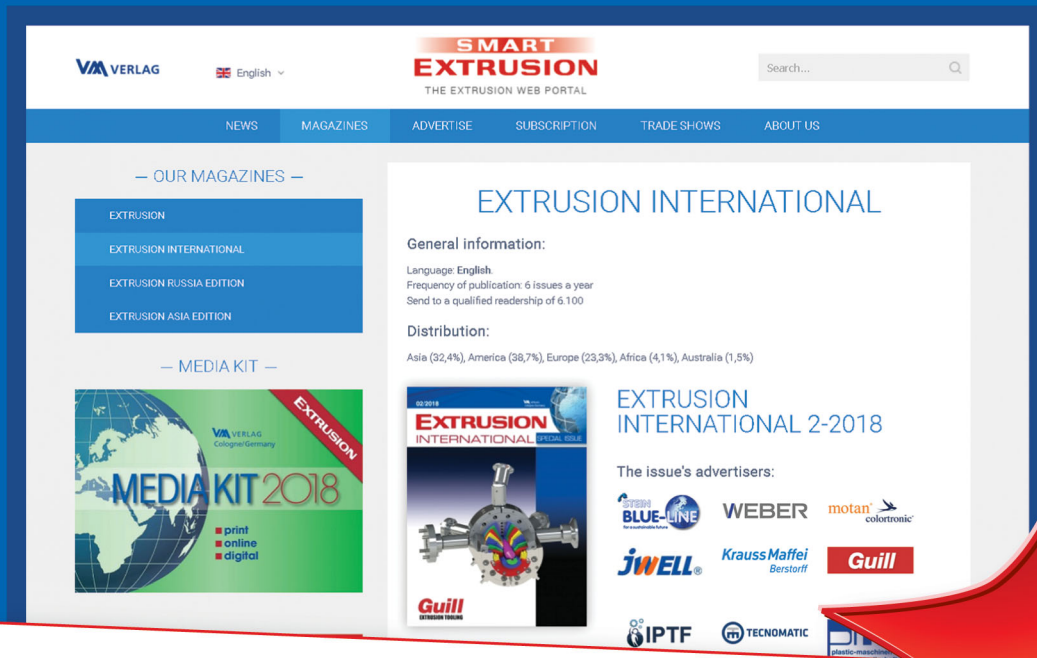 VM VERLAG
English
SMART
EXTRUSION
THE EXTRUSION WEB PORTAL
Search...
NEWS MAGAZINES ADVERTISE SUBSCRIPTION TRADE SHOWS ABOUT US
— OUR MAGAZINES —
EXTRUSION
EXTRUSION INTERNATIONAL
EXTRUSION RUSSIA EDITION
EXTRUSION ASIA EDITION
— MEDIA KIT —
EXTRUSION
VM VERLAG
Cologne/Germany
MEDIA KIT 2018
print
online
digital
EXTRUSION INTERNATIONAL
General information:
Language: English.
Frequency of publication: 6 issues a year
Send to a qualified readership of 6.100
Distribution:
Asia (32,4%), America (38,7%), Europe (23,3%), Africa (4,1%), Australia (1,5%)
02/2018
EXTRUSION
INTERNATIONAL SPECIAL ISSUE
Guill
EXTRUSION TOOLING
EXTRUSION
INTERNATIONAL 2-2018
The issue's advertisers:
STEIN
BLUE-LINE
for a sustainable future
WEBER
motan®
colortronic®
JWELL®
KraussMaffei
Berstorff
Guill
IPTF
TECNOMATIC